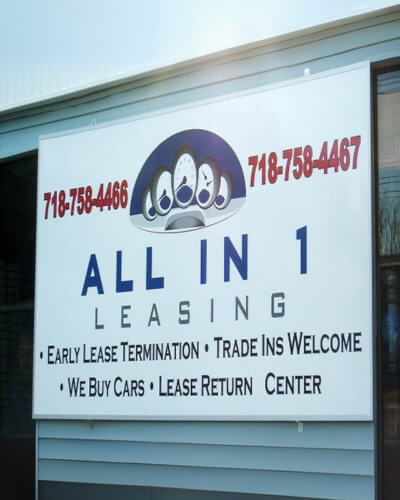 718-758-4466 718-758-4467
ALL IN 1
LEASING
• EARLY LEASE TERMINATION • TRADE INS WELCOME
• WE BUY CARS • LEASE RETURN CENTER